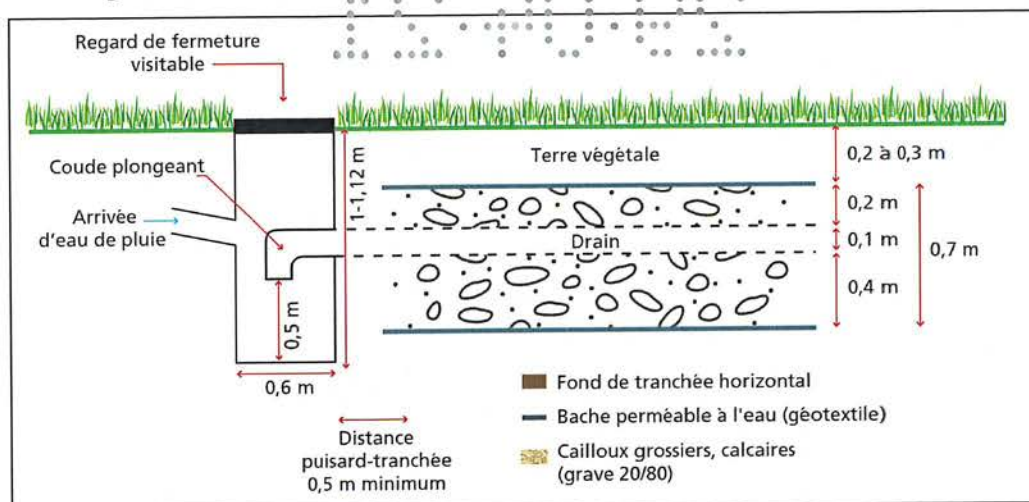 Regard de fermeture
visitable
Coude plongeant
Arrivée
d'eau de pluie
1-1,12 m
0,5 m
0,6 m
Distance
puisard-tranchée
0,5 m minimum
Terre végétale
Drain
0,2 à 0,3 m
0,2 m
0,1 m
0,4 m
0,7 m
Fond de tranchée horizontal
Bache perméable à l'eau (géotextile)
Cailloux grossiers, calcaires
(grave 20/80)